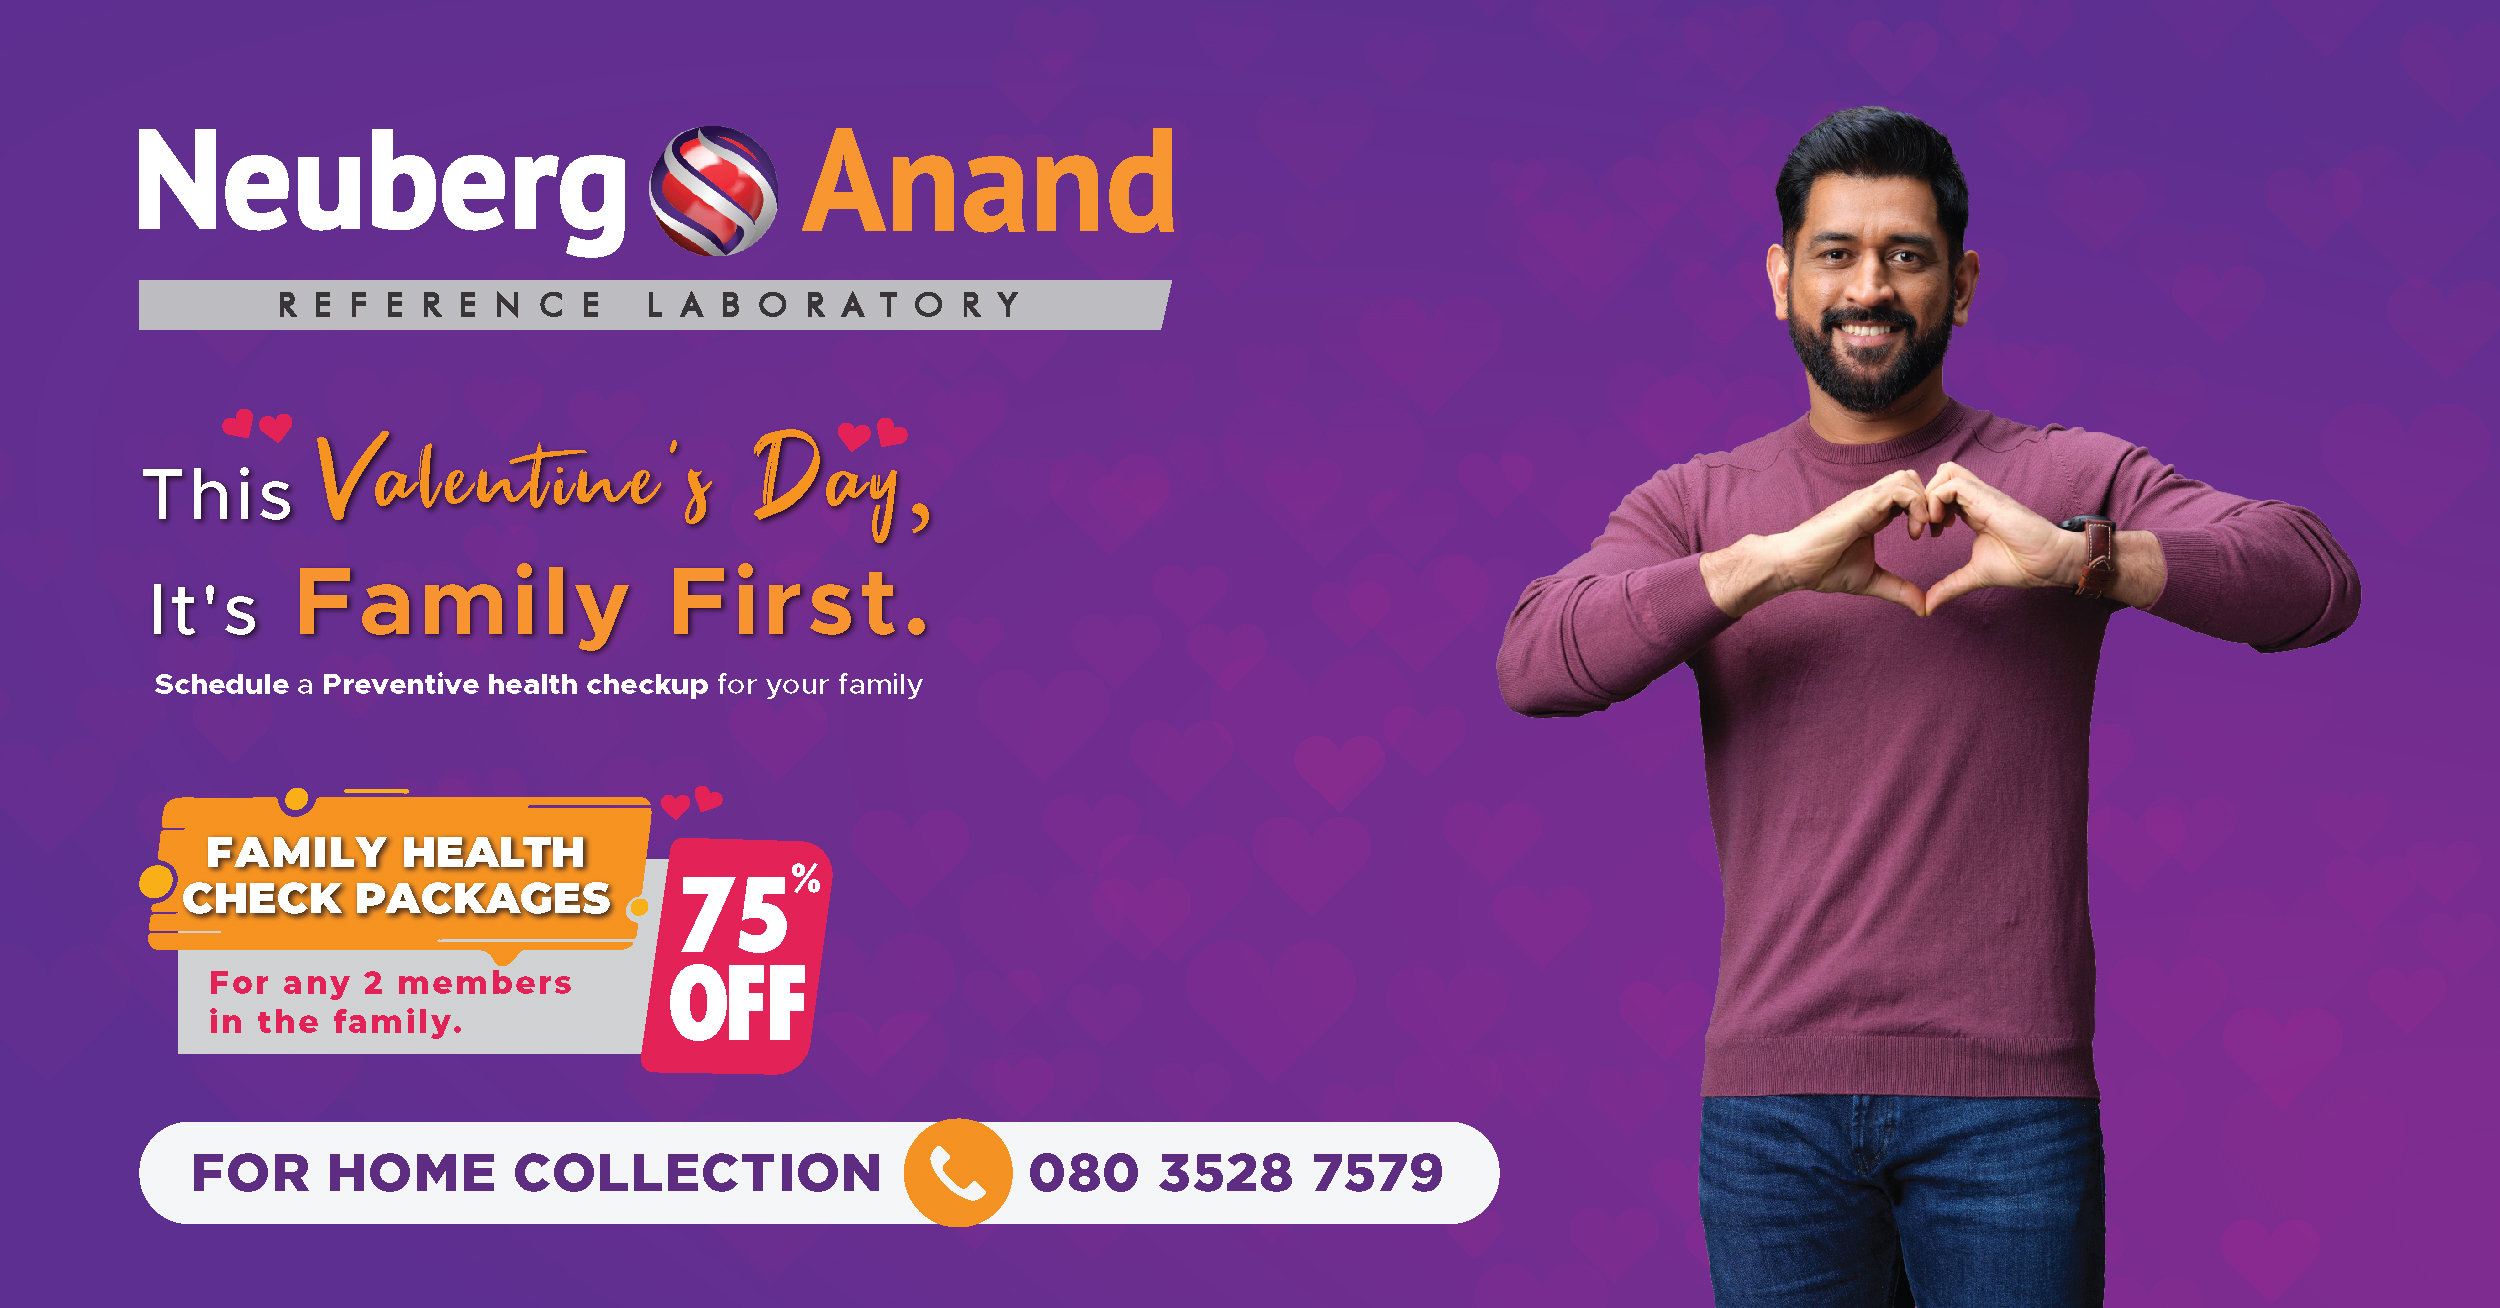 Neuberg Anand
REFERENCE LABORATORY
This Valentine's Day,
It's Family First.
Schedule a Preventive health checkup for your family
FAMILY HEALTH
CHECK PACKAGES
For any 2 members
in the family.
75%
OFF
FOR HOME COLLECTION 080 3528 7579